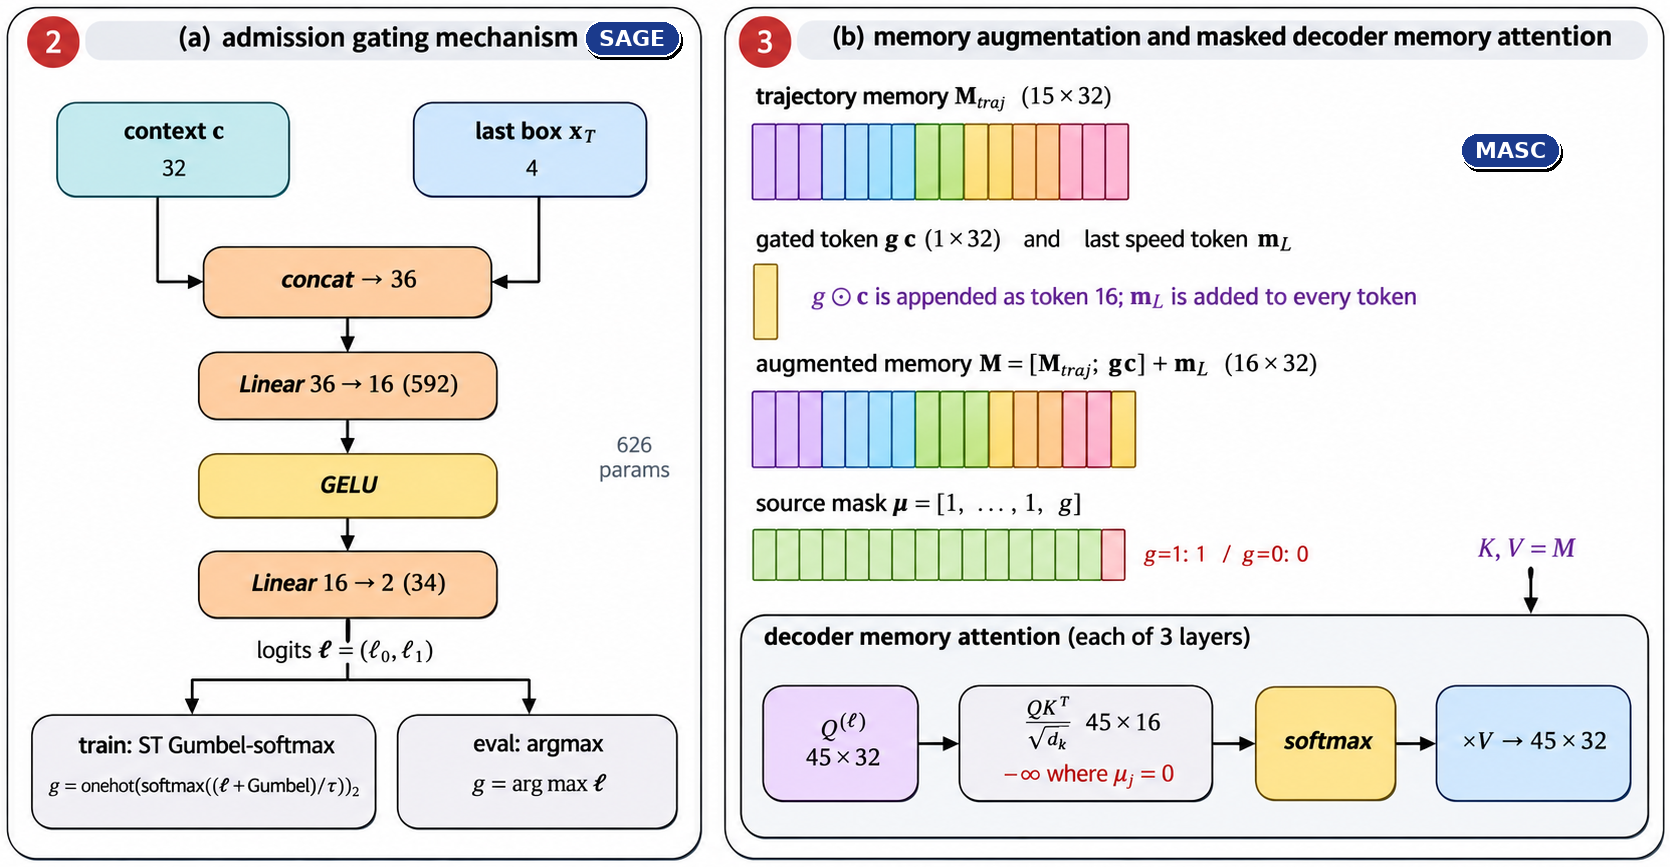 2
(a) admission gating mechanism
SAGE
context c
32
last box x_T
4
concat → 36
Linear 36 → 16 (592)
GELU
626
params
Linear 16 → 2 (34)
logits ℓ = (ℓ₀, ℓ₁)
train: ST Gumbel-softmax
g = onehot(softmax((ℓ + Gumbel)/τ))₂
eval: argmax
g = arg max ℓ
3
(b) memory augmentation and masked decoder memory attention
MASC
trajectory memory M_traj (15 × 32)
gated token g c (1 × 32) and last speed token m_L
g ⊙ c is appended as token 16; m_L is added to every token
augmented memory M = [M_traj; gc] + m_L (16 × 32)
source mask μ = [1, …, 1, g]
g=1: 1 / g=0: 0
K, V = M
decoder memory attention (each of 3 layers)
Q^(ℓ)
45 × 32
QK^T / √d_k 45 × 16
−∞ where μ_j = 0
softmax
×V → 45 × 32